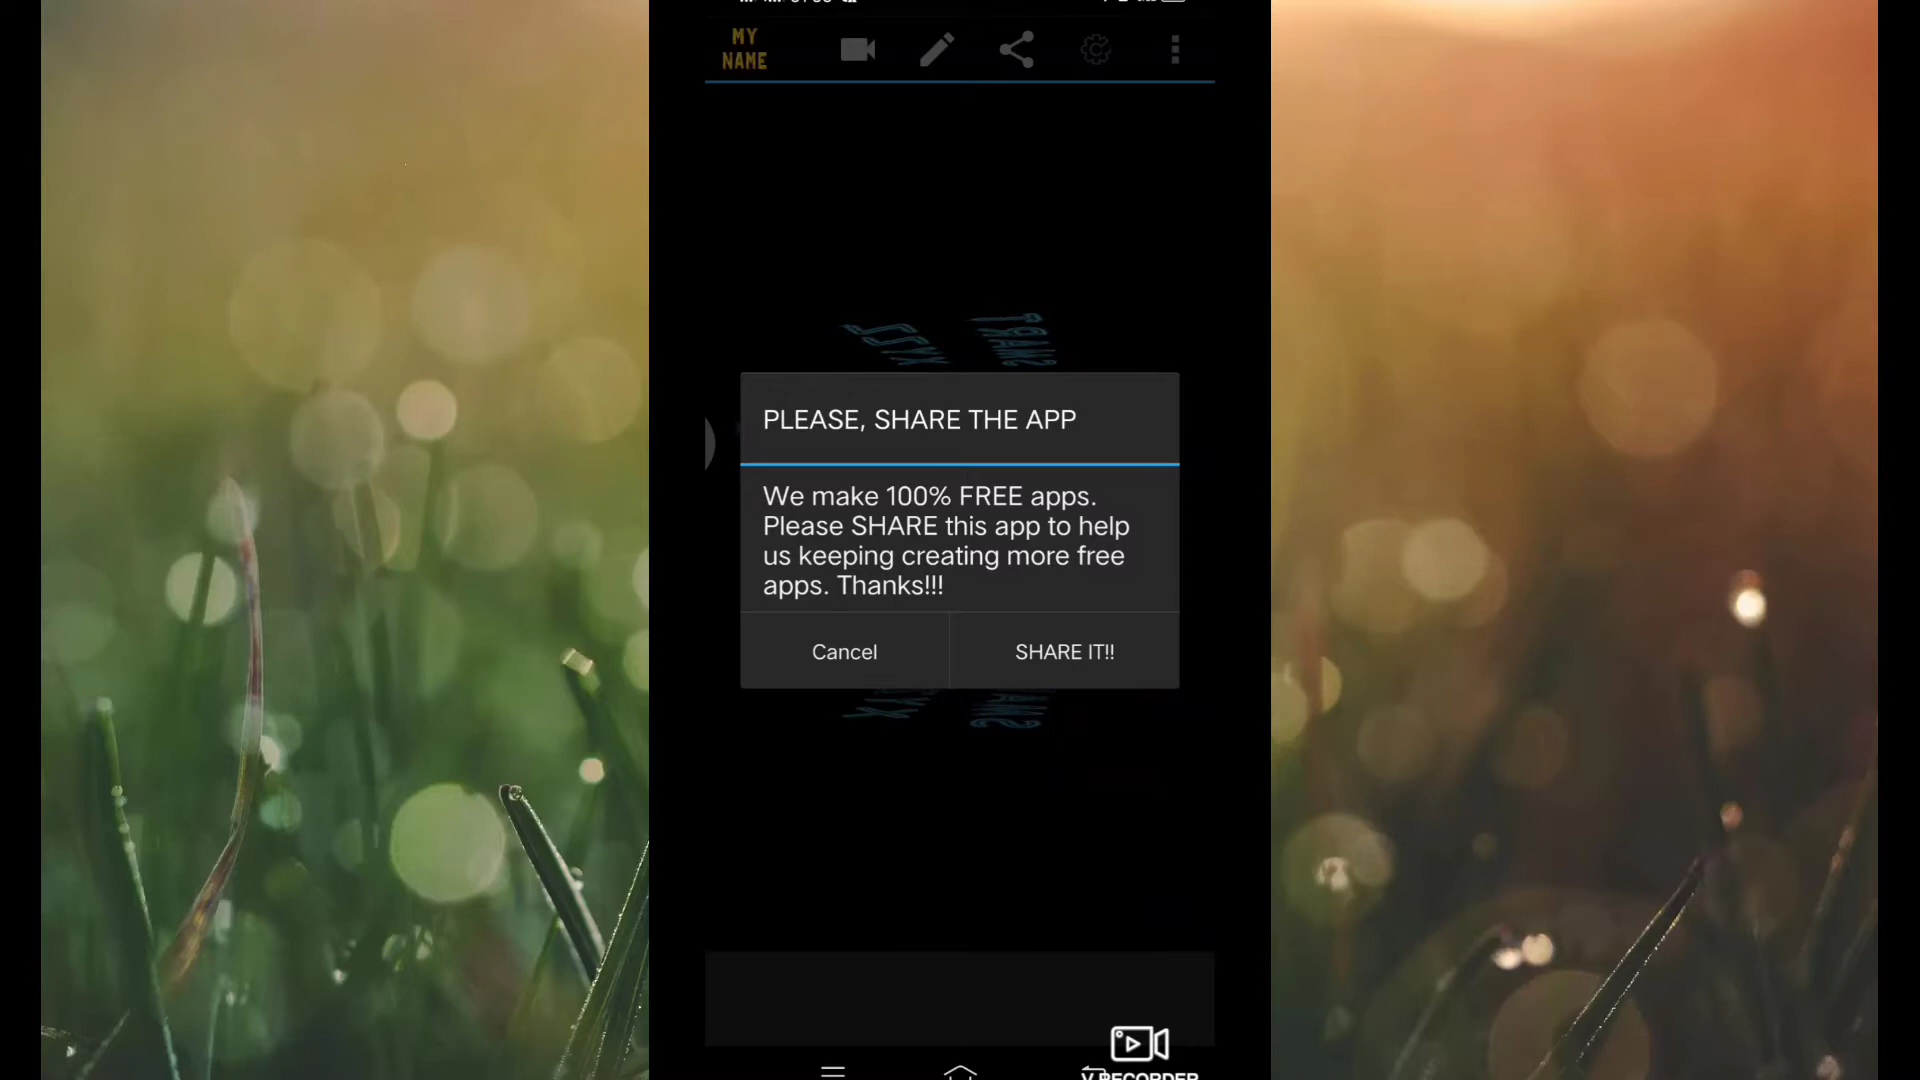 MY
NAME
PLEASE, SHARE THE APP
We make 100% FREE apps.
Please SHARE this app to help
us keeping creating more free
apps. Thanks!!!
Cancel
SHARE IT!!
V RECORDER